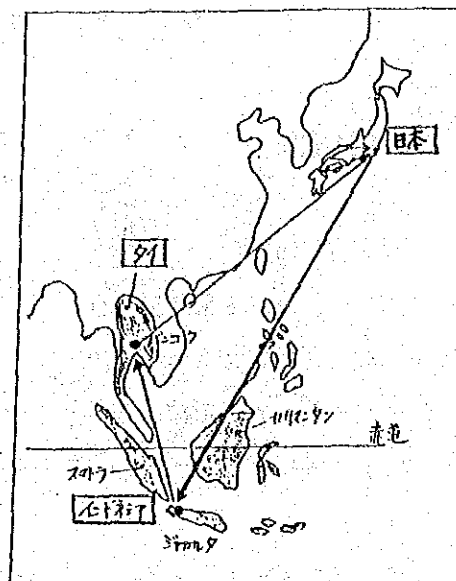 日本
タイ
バンコク
カリマンタン
赤道
スマトラ
インドネシア
ジャカルタ